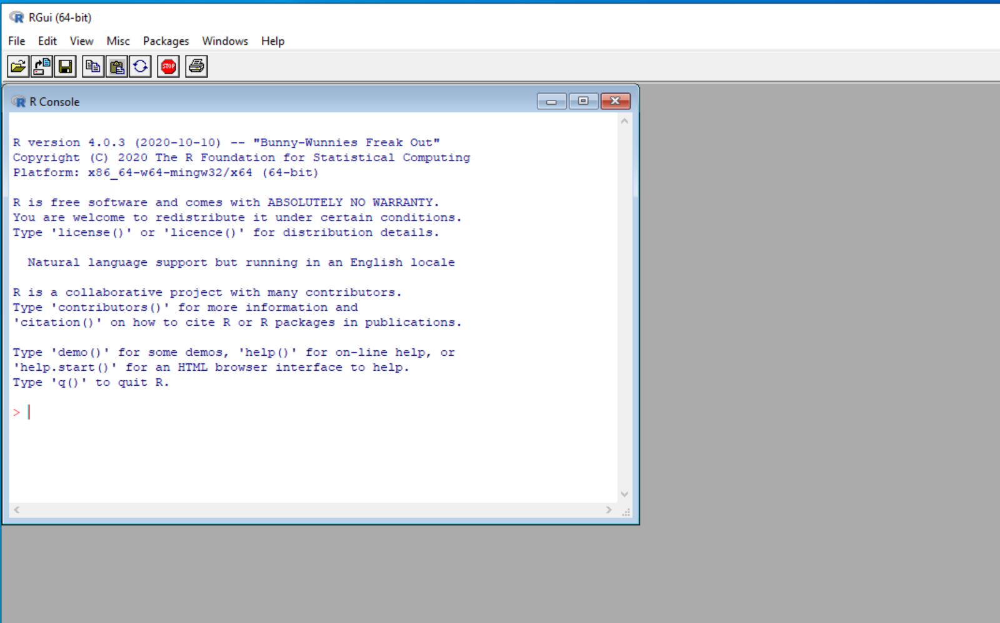 RGui (64-bit)
File Edit View Misc Packages Windows Help
STOP
R Console
R version 4.0.3 (2020-10-10) -- "Bunny-Wunnies Freak Out"
Copyright (C) 2020 The R Foundation for Statistical Computing
Platform: x86_64-w64-mingw32/x64 (64-bit)
R is free software and comes with ABSOLUTELY NO WARRANTY.
You are welcome to redistribute it under certain conditions.
Type 'license()' or 'licence()' for distribution details.
Natural language support but running in an English locale
R is a collaborative project with many contributors.
Type 'contributors()' for more information and
'citation()' on how to cite R or R packages in publications.
Type 'demo()' for some demos, 'help()' for on-line help, or
'help.start()' for an HTML browser interface to help.
Type 'q()' to quit R.
>